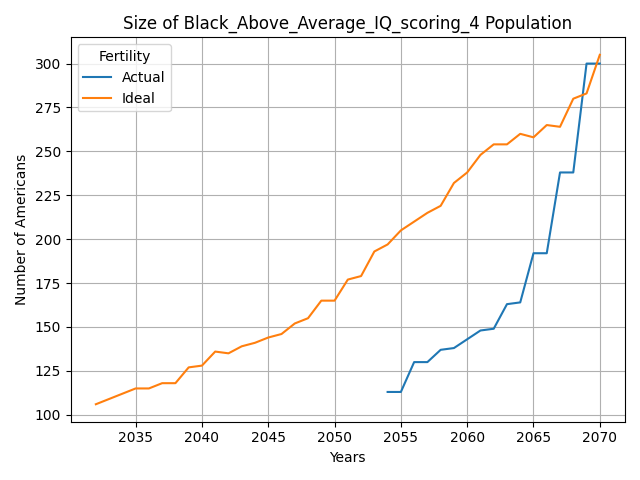 Size of Black_Above_Average_IQ_scoring_4 Population
Fertility
Actual
Ideal
Number of Americans
300
275
250
225
200
175
150
125
100
2035 2040 2045 2050 2055 2060 2065 2070
Years